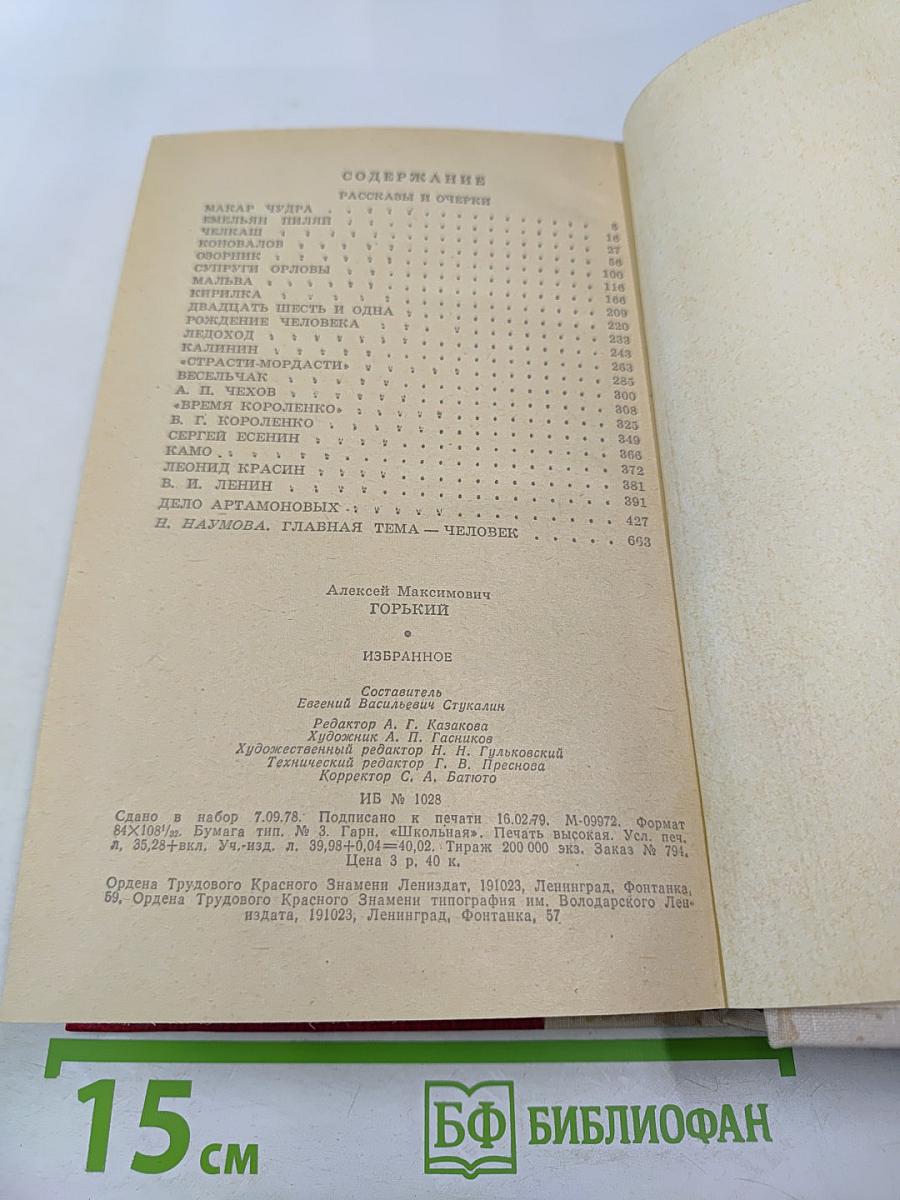 СОДЕРЖАНИЕ
РАССКАЗЫ И ОЧЕРКИ
МАКАР ЧУДРА
ЕМЕЛЬЯН ПИЛЯЙ 16
ЧЕЛКАШ 27
КОНОВАЛОВ 56
ОЗОРНИК 100
СУПРУГИ ОРЛОВЫ 116
МАЛЬВА 166
КИРИЛКА 209
ДВАДЦАТЬ ШЕСТЬ И ОДНА 220
РОЖДЕНИЕ ЧЕЛОВЕКА 233
ЛЕДОХОД 243
КАЛИНИН 263
«СТРАСТИ-МОРДАСТИ» 285
ВЕСЕЛЬЧАК 300
А. П. ЧЕХОВ 308
«ВРЕМЯ КОРОЛЕНКО» 325
В. Г. КОРОЛЕНКО 349
СЕРГЕЙ ЕСЕНИН 366
КАМО 372
ЛЕОНИД КРАСИН 381
В. И. ЛЕНИН 391
ДЕЛО АРТАМОНОВЫХ 427
Н. НАУМОВА. ГЛАВНАЯ ТЕМА — ЧЕЛОВЕК 663
Алексей Максимович
ГОРЬКИЙ
ИЗБРАННОЕ
Составитель
Евгений Васильевич Стукалин
Редактор А. Г. Казакова
Художник А. П. Гасников
Художественный редактор Н. Н. Гульковский
Технический редактор Г. В. Преснова
Корректор С. А. Батюто
ИБ № 1028
Сдано в набор 7.09.78. Подписано к печати 16.02.79. М-09972. Формат
84×108 1/32. Бумага тип. № 3. Гарн. «Школьная». Печать высокая. Усл. печ.
л. 35,28+вкл. Уч.-изд. л. 39,98+0,04=40,02. Тираж 200 000 экз. Заказ № 794.
Цена 3 р. 40 к.
Ордена Трудового Красного Знамени Лениздат, 191023, Ленинград, Фонтанка,
59. Ордена Трудового Красного Знамени типография им. Володарского Лен-
издата, 191023, Ленинград, Фонтанка, 57
15 см
БФ БИБЛИОФАН